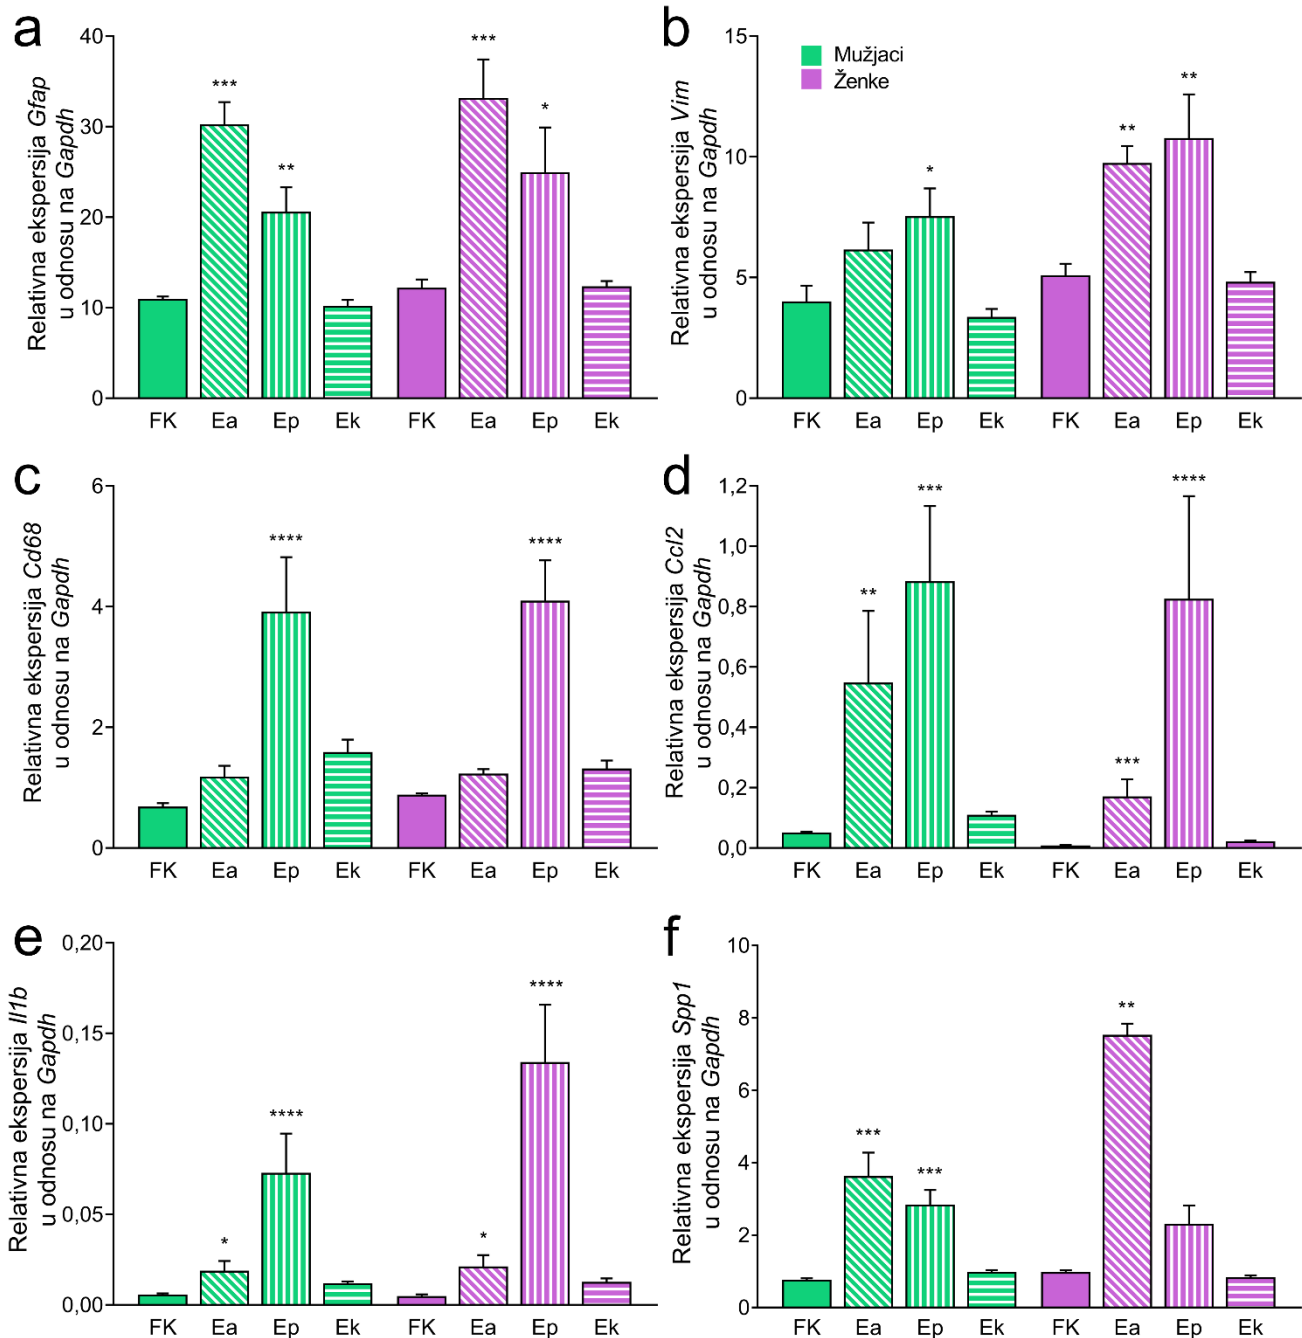 a
Relativna ekspersija Gfap
u odnosu na Gapdh
40
30
20
10
0
***
**
***
*
FK Ea Ep Ek FK Ea Ep Ek
b
Relativna ekspersija Vim
u odnosu na Gapdh
15
10
5
0
Mužjaci
Ženke
*
**
**
FK Ea Ep Ek FK Ea Ep Ek
c
Relativna ekspersija Cd68
u odnosu na Gapdh
6
4
2
0
****
****
FK Ea Ep Ek FK Ea Ep Ek
d
Relativna ekspersija Ccl2
u odnosu na Gapdh
1,2
1,0
0,8
0,6
0,4
0,2
0,0
**
***
***
****
FK Ea Ep Ek FK Ea Ep Ek
e
Relativna ekspersija Il1b
u odnosu na Gapdh
0,20
0,15
0,10
0,05
0,00
*
****
*
****
FK Ea Ep Ek FK Ea Ep Ek
f
Relativna ekspersija Spp1
u odnosu na Gapdh
10
8
6
4
2
0
***
***
**
FK Ea Ep Ek FK Ea Ep Ek